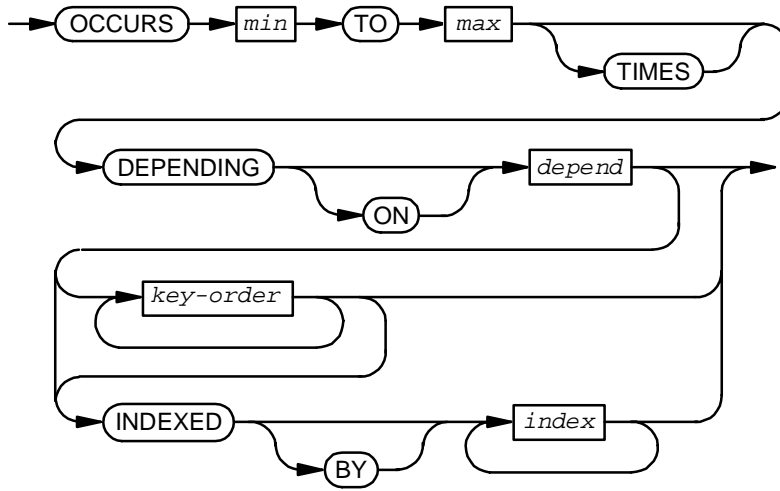 OCCURS min TO max
TIMES
DEPENDING depend
ON
key-order
INDEXED index
BY